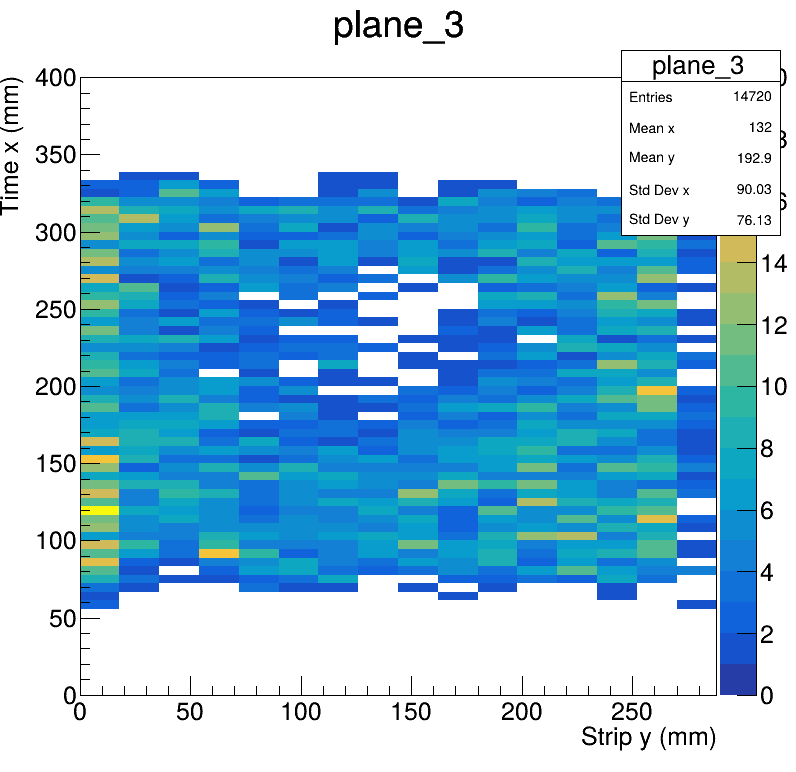 plane_3
plane_3
Entries 14720
Mean x 132
Mean y 192.9
Std Dev x 90.03
Std Dev y 76.13
Time x (mm)
400
350
300
250
200
150
100
50
0
0 50 100 150 200 250
Strip y (mm)
14
12
10
8
6
4
2
0